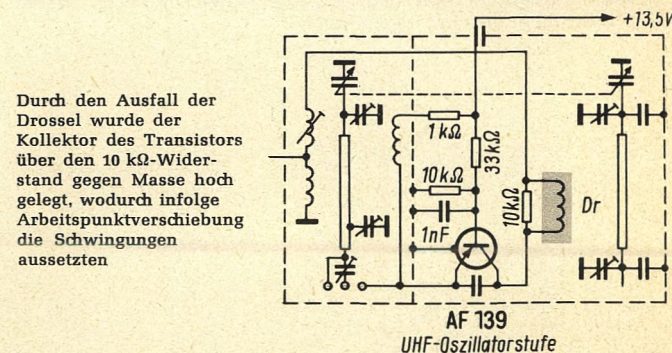 +13,5V
Durch den Ausfall der
Drossel wurde der
Kollektor des Transistors
über den 10 kΩ-Wider-
stand gegen Masse hoch
gelegt, wodurch infolge
Arbeitspunktverschiebung
die Schwingungen
aussetzten
1kΩ
33kΩ
10kΩ
10kΩ
Dr
1nF
AF 139
UHF-Oszillatorstufe